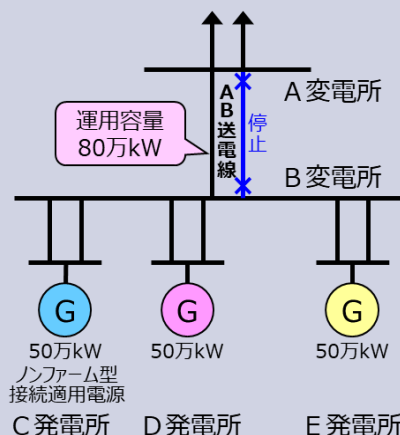 A変電所
AB送電線
停止
運用容量
80万kW
B変電所
G
G
G
50万kW
50万kW
50万kW
ノンファーム型
接続適用電源
C発電所
D発電所
E発電所